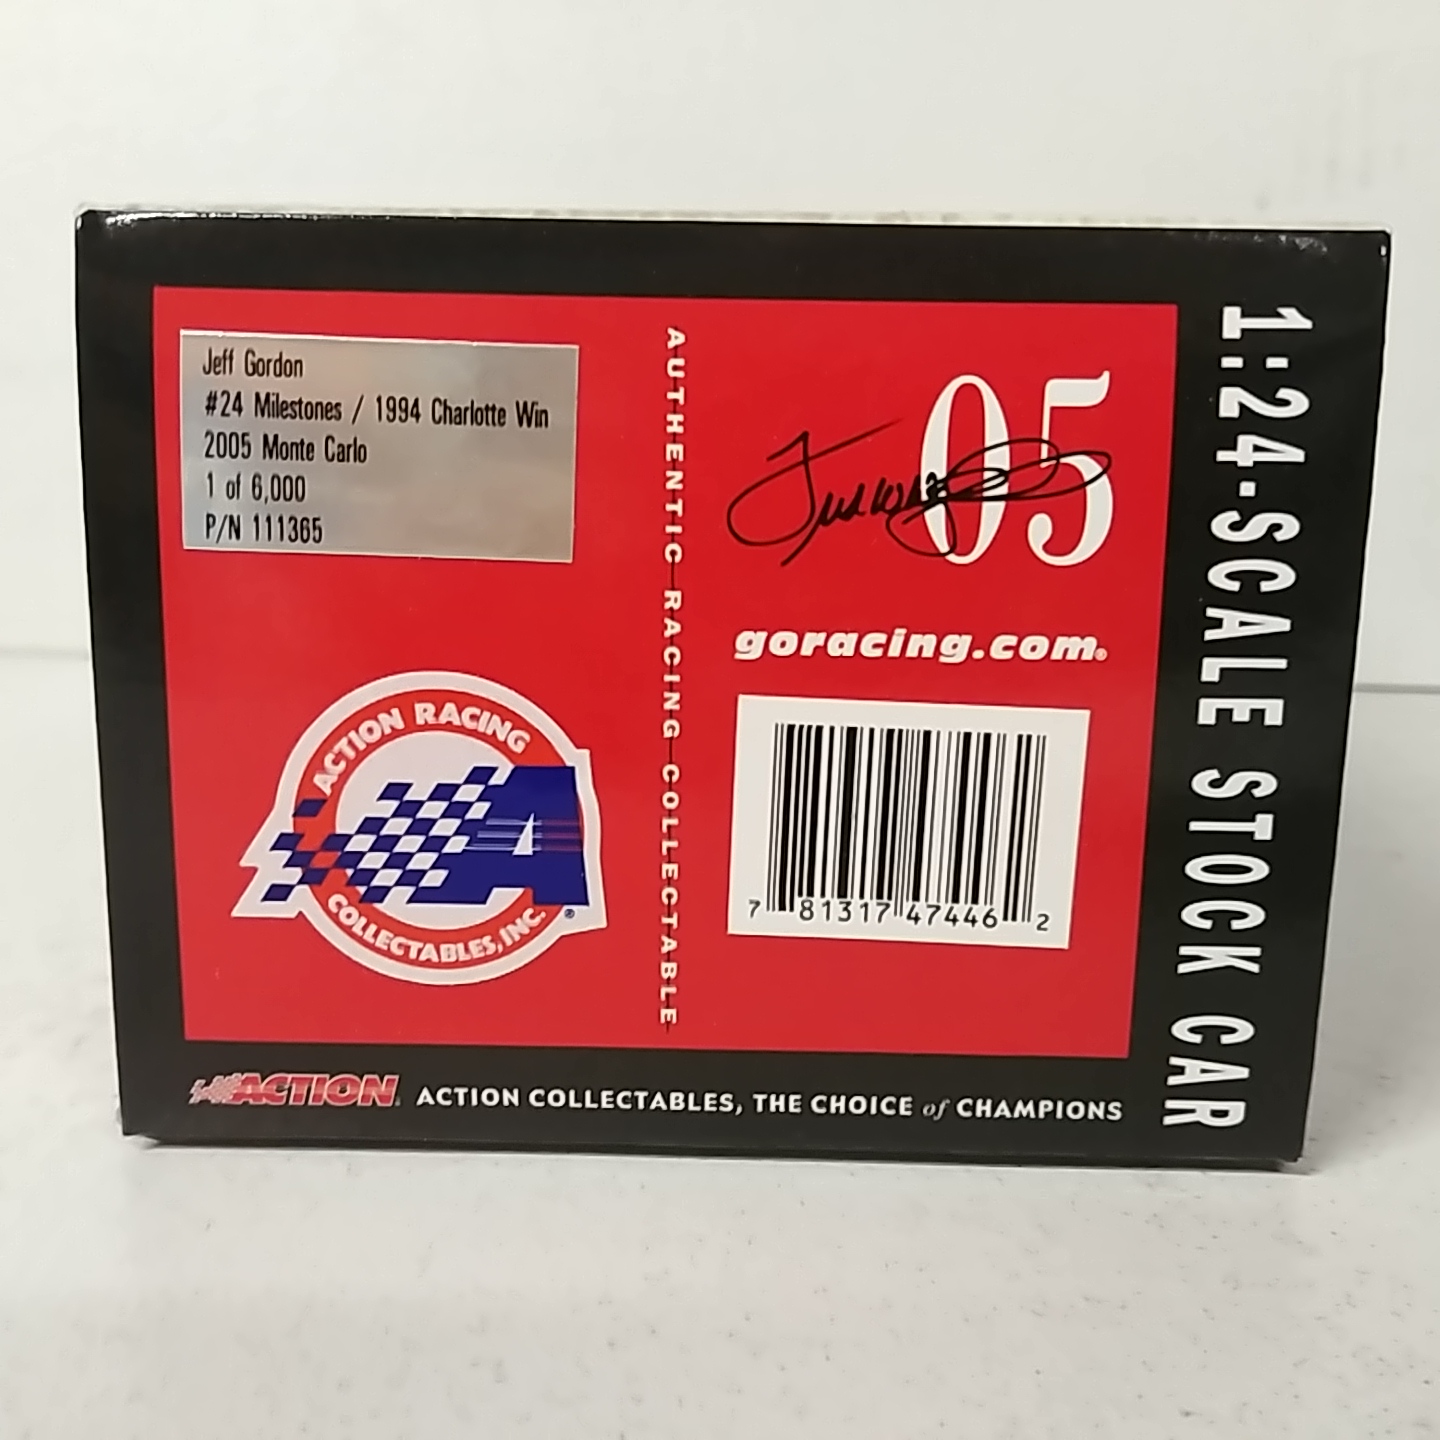 Jeff Gordon
#24 Milestones / 1994 Charlotte Win
2005 Monte Carlo
1 of 6,000
P/N 111365
ACTION RACING
A
COLLECTABLES, INC.®
AUTHENTIC RACING COLLECTABLE
05
goracing.com®
7 81317 47446 2
1:24-SCALE STOCK CAR
ACTION ACTION COLLECTABLES, THE CHOICE of CHAMPIONS